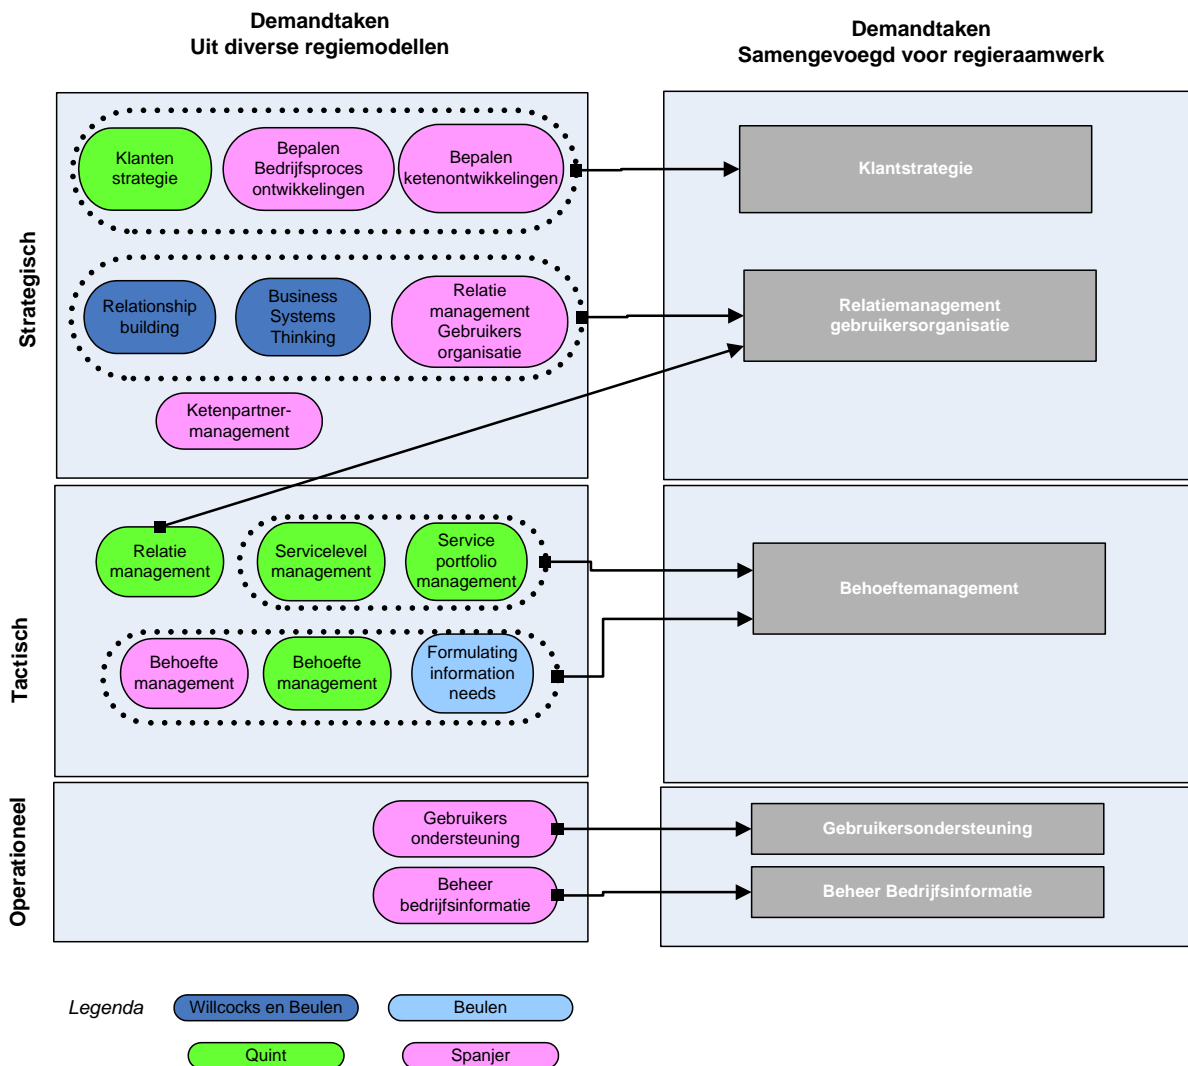 Demandtaken
Uit diverse regiemodellen
Demandtaken
Samengevoegd voor regieraamwerk
Strategisch
Klanten
strategie
Bepalen
Bedrijfsproces
ontwikkelingen
Bepalen
ketenontwikkelingen
Klantstrategie
Relationship
building
Business
Systems
Thinking
Relatie
management
Gebruikers
organisatie
Relatiemanagement
gebruikersorganisatie
Ketenpartner-
management
Tactisch
Relatie
management
Servicelevel
management
Service
portfolio
management
Behoeftemanagement
Behoefte
management
Behoefte
management
Formulating
information
needs
Operationeel
Gebruikers
ondersteuning
Gebruikersondersteuning
Beheer
bedrijfsinformatie
Beheer Bedrijfsinformatie
Legenda
Willcocks en Beulen
Beulen
Quint
Spanjer